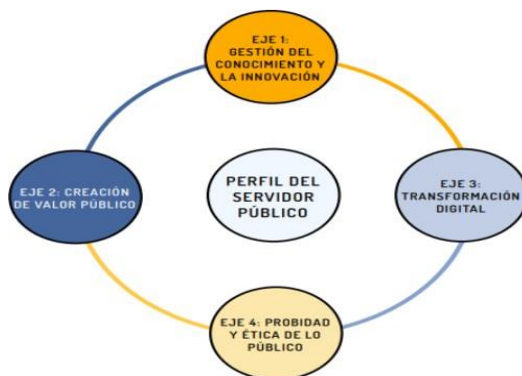 EJE 1:
GESTIÓN DEL
CONOCIMIENTO Y
LA INNOVACIÓN
EJE 2: CREACIÓN
DE VALOR PÚBLICO
PERFIL DEL
SERVIDOR
PÚBLICO
EJE 3:
TRANSFORMACIÓN
DIGITAL
EJE 4: PROBIDAD
Y ÉTICA DE LO
PÚBLICO